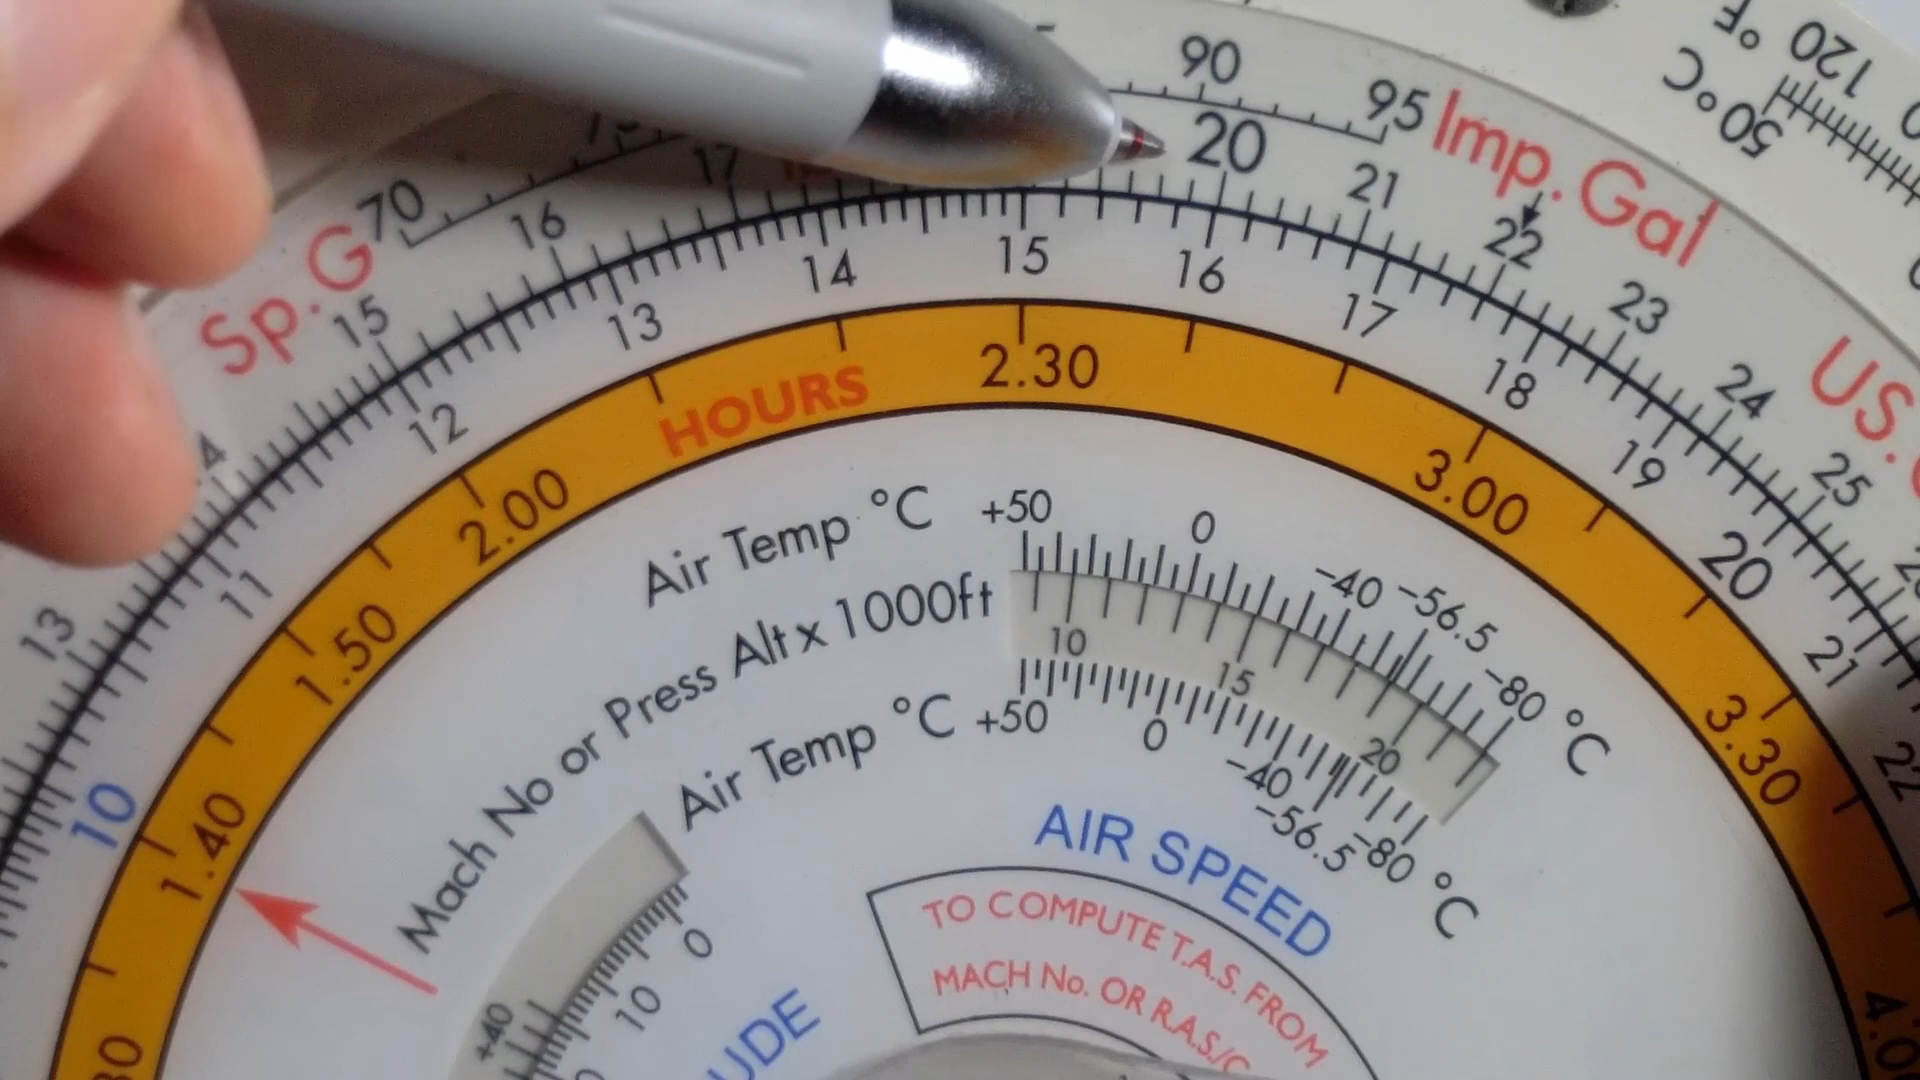 90
95
Imp. Gal
US.
°F
°C
120
50
Sp.G
70
13
15
16
17
20
21
22
23
24
25
10
11
12
13
14
15
16
17
18
19
20
21
22
HOURS
1.40
1.50
2.00
2.30
3.00
3.30
Air Temp °C +50 0 -40 -56.5 -80 °C
Mach No or Press Alt x 1000ft 10 15 20
Air Temp °C +50 0 -40 -56.5 -80 °C
AIR SPEED
TO COMPUTE T.A.S. FROM
MACH No. OR R.A.S./C
0
10
+40
UDE